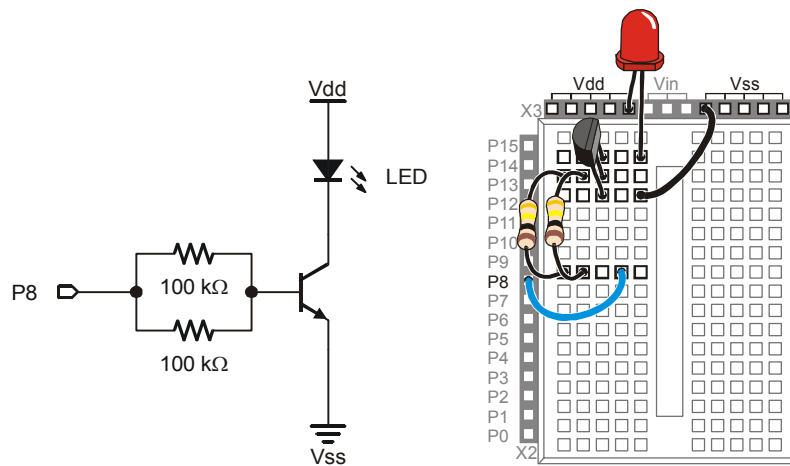 Vdd
LED
P8
100 kΩ
100 kΩ
Vss
Vdd Vin Vss
X3
P15
P14
P13
P12
P11
P10
P9
P8
P7
P6
P5
P4
P3
P2
P1
P0
X2